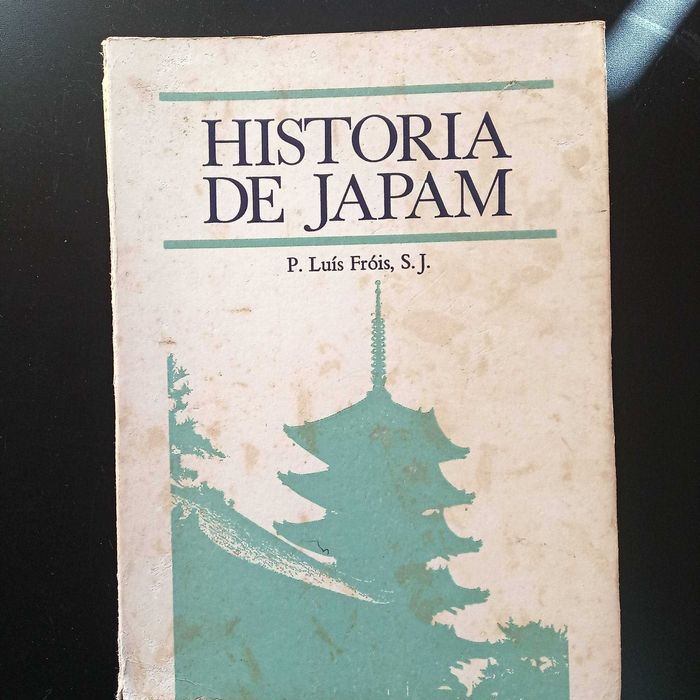 HISTORIA
DE JAPAM
P. Luís Fróis, S.J.